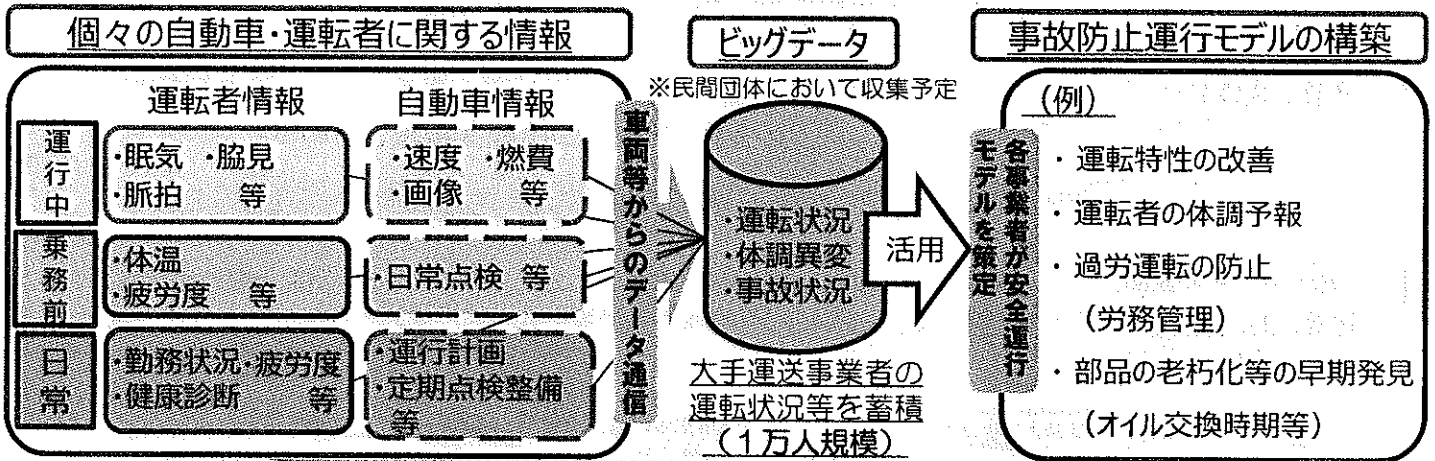 個々の自動車・運転者に関する情報
運転者情報
自動車情報
運行中
・眠気 ・脇見
・脈拍 等
・速度 ・燃費
・画像 等
乗務前
・体温
・疲労度 等
・日常点検 等
日常
・勤務状況・疲労度
・健康診断 等
・運行計画
・定期点検整備
等
車両等からのデータ通信
ビッグデータ
※民間団体において収集予定
・運転状況
・体調異変
・事故状況
大手運送事業者の
運転状況等を蓄積
(1万人規模)
活用
各事業者が安全運行
モデルを策定
事故防止運行モデルの構築
(例)
・ 運転特性の改善
・ 運転者の体調予報
・ 過労運転の防止
(労務管理)
・ 部品の老朽化等の早期発見
(オイル交換時期等)